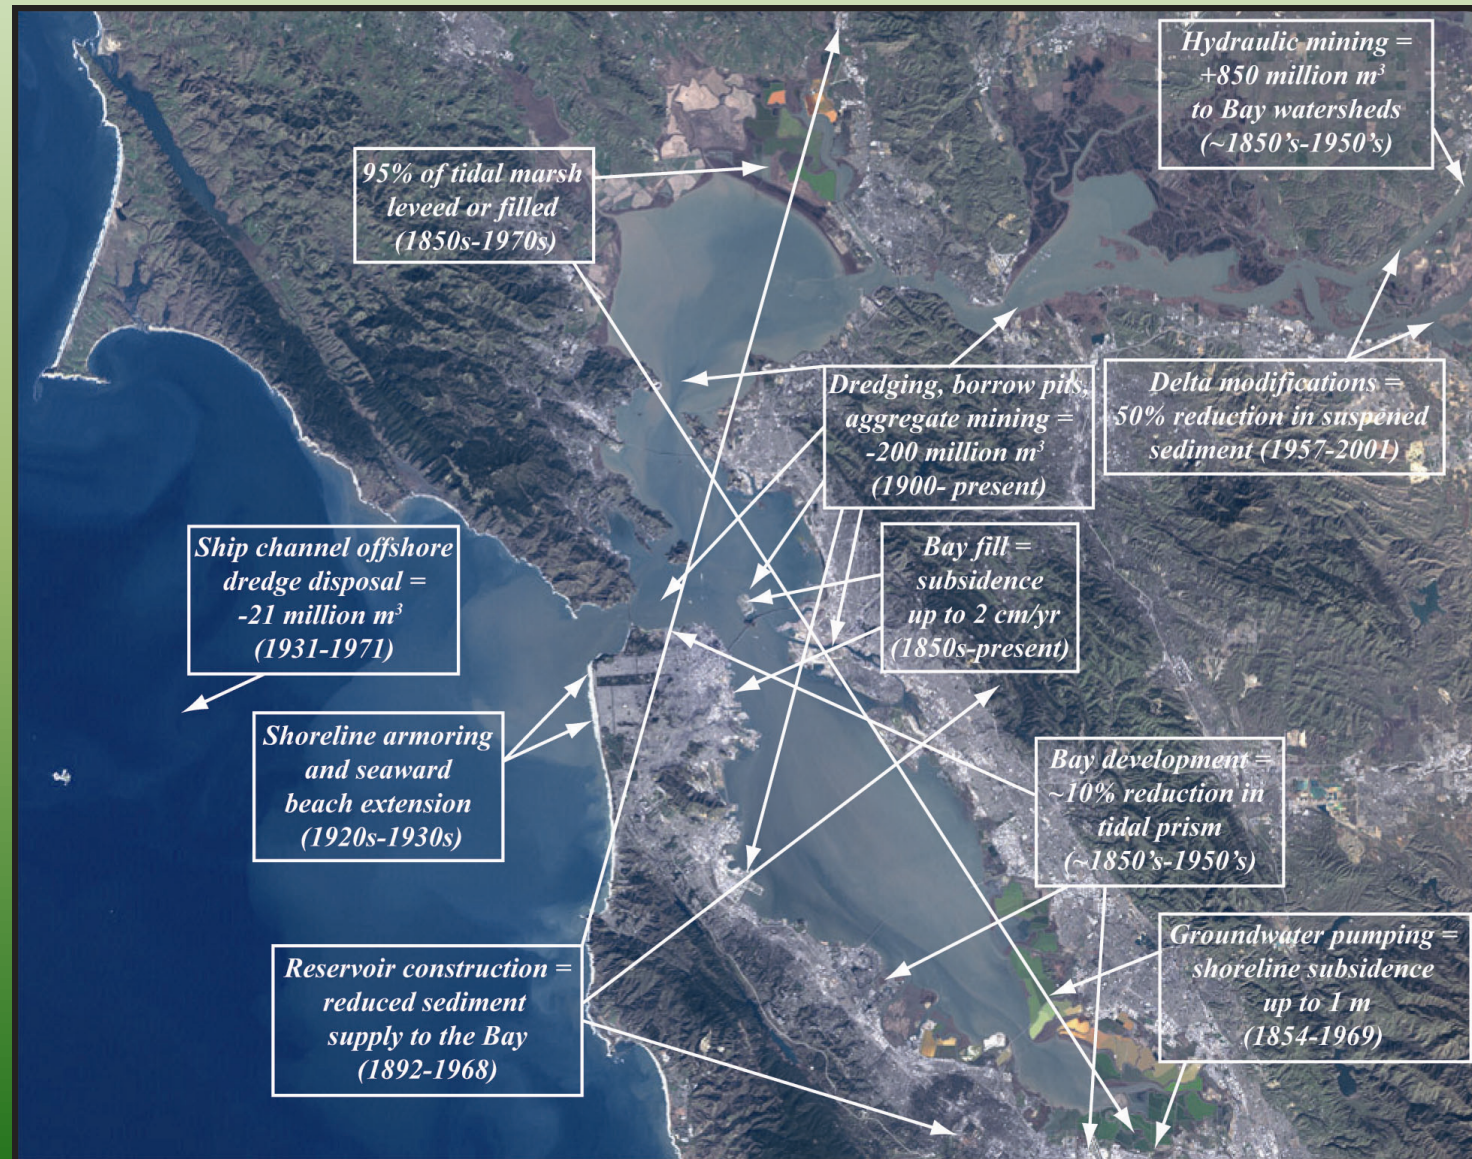 Hydraulic mining =
+850 million m³
to Bay watersheds
(~1850's-1950's)
95% of tidal marsh
leveed or filled
(1850s-1970s)
Dredging, borrow pits,
aggregate mining =
-200 million m³
(1900- present)
Delta modifications =
50% reduction in suspened
sediment (1957-2001)
Ship channel offshore
dredge disposal =
-21 million m³
(1931-1971)
Bay fill =
subsidence
up to 2 cm/yr
(1850s-present)
Shoreline armoring
and seaward
beach extension
(1920s-1930s)
Bay development =
~10% reduction in
tidal prism
(~1850's-1950's)
Reservoir construction =
reduced sediment
supply to the Bay
(1892-1968)
Groundwater pumping =
shoreline subsidence
up to 1 m
(1854-1969)